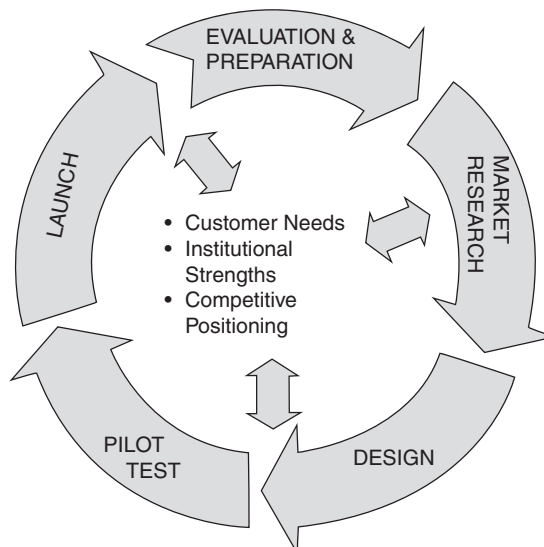 EVALUATION &
PREPARATION
MARKET
RESEARCH
DESIGN
PILOT
TEST
LAUNCH
• Customer Needs
• Institutional
Strengths
• Competitive
Positioning